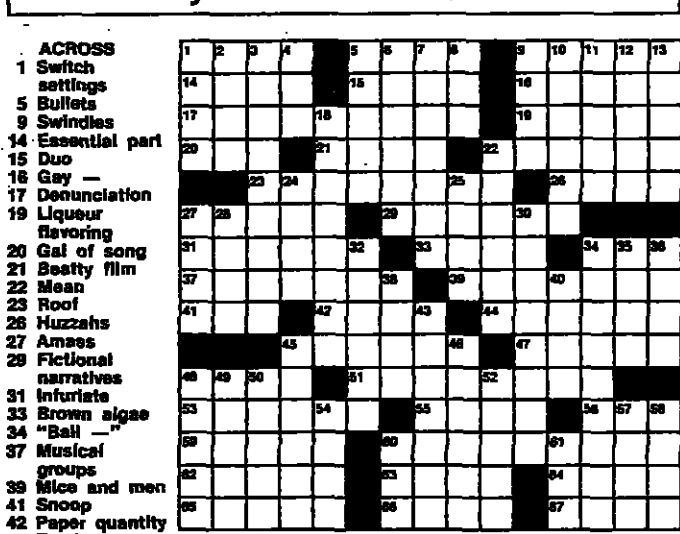 ACROSS
1 Switch
settings
5 Bullets
9 Swindles
14 Essential part
15 Duo
16 Gay —
17 Denunciation
19 Liqueur
flavoring
20 Gal of song
21 Beatty film
22 Mean
23 Roof
26 Huzzahs
27 Amass
29 Fictional
narratives
31 Infuriate
33 Brown algae
34 "Ball —"
37 Musical
groups
39 Mice and men
41 Snoop
42 Paper quantity
1 2 3 4 5 6 7 8 9 10 11 12 13
14 15 16
17 18 19
20 21 22
23 24 25 26
27 28 29 30
31 32 33 34 35 36
37 38 39 40
41 42 43 44
45 46 47
48 49 50 51 52
53 54 55 56 57 58
59 60 61
62 63 64
65 66 67